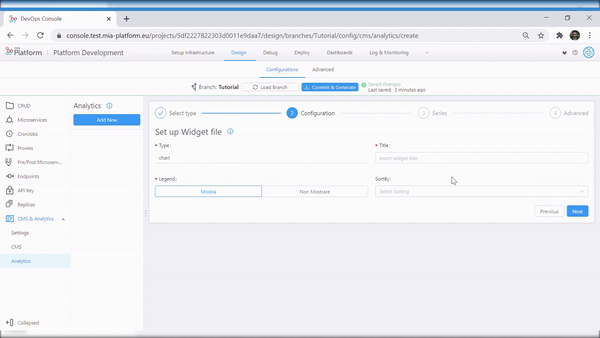 DevOps Console
console.test.mia-platform.eu/projects/5df2227822303d0011e9daa7/design/branches/Tutorial/config/cms/analytics/create
Platform
Platform Development
Setup Infrastructure
Design
Debug
Deploy
Dashboards
Log & Monitoring
Configurations
Advanced
Branch: Tutorial
Load Branch
Commit & Generate
Saved changes
Last saved, 3 minutes ago
CRUD
Microservices
CronJobs
Proxies
Pre/Post Microserv...
Endpoints
API Key
Replicas
CMS & Analytics
Settings
CMS
Analytics
Collapsed
Analytics
Add New
Select type
2 Configuration
3 Series
4 Advanced
Set up Widget file
* Type:
chart
* Title:
Insert widget title
* Legend:
Mostra
Non Mostrare
SortBy:
Select sorting
Previous
Next